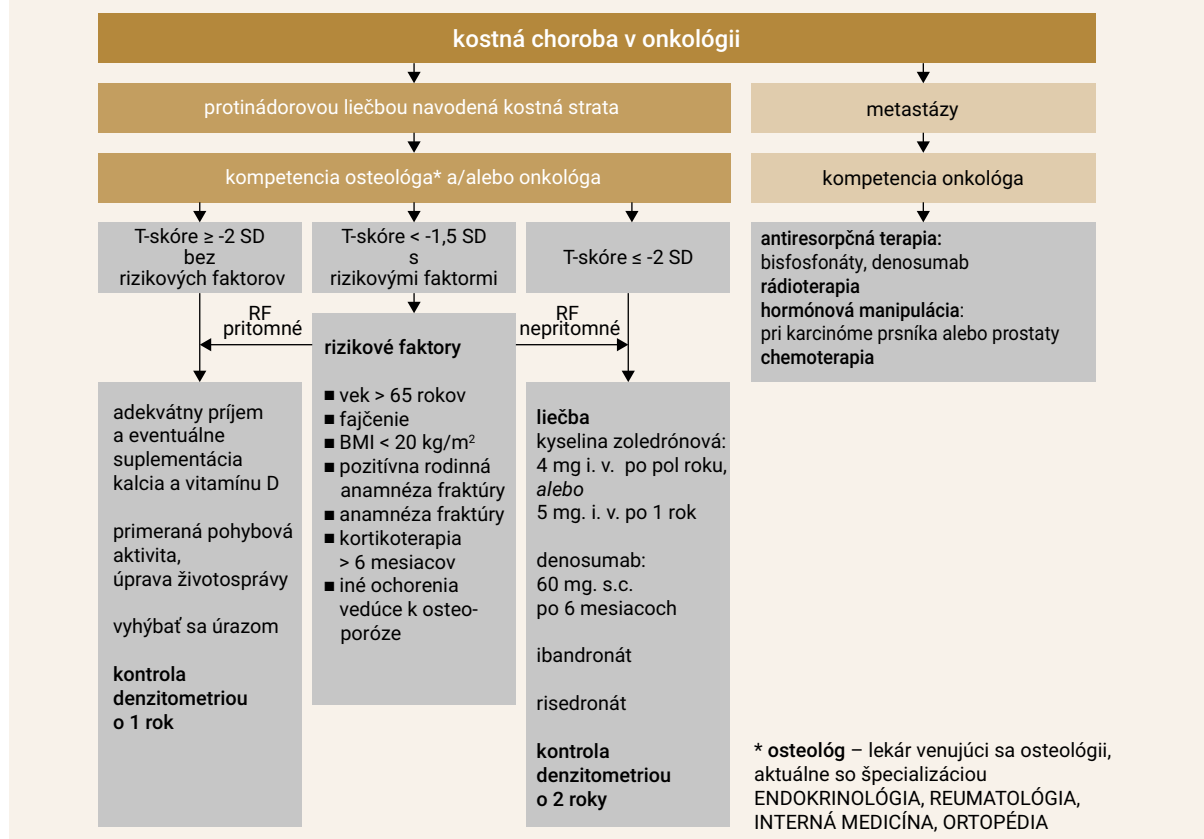 kostná choroba v onkológii
protinádorovou liečbou navodená kostná strata
metastázy
kompetencia osteológa* a/alebo onkológa
kompetencia onkológa
T-skóre ≥ -2 SD
bez
rizikových faktorov
T-skóre < -1,5 SD
s
rizikovými faktormi
T-skóre ≤ -2 SD
antiresorpčná terapia:
bisfosfonáty, denosumab
rádioterapia
hormónová manipulácia:
pri karcinóme prsníka alebo prostaty
chemoterapia
RF
pritomné
RF
nepritomné
adekvátny príjem
a eventuálne
suplementácia
kalcia a vitamínu D
primeraná pohybová
aktivita,
úprava životosprávy
vyhýbať sa úrazom
kontrola
denzitometriou
o 1 rok
rizikové faktory
■ vek > 65 rokov
■ fajčenie
■ BMI < 20 kg/m²
■ pozitívna rodinná
anamnéza fraktúry
■ anamnéza fraktúry
■ kortikoterapia
> 6 mesiacov
■ iné ochorenia
vedúce k osteo-
poróze
liečba
kyselina zoledrónová:
4 mg i. v. po pol roku,
alebo
5 mg. i. v. po 1 rok
denosumab:
60 mg. s.c.
po 6 mesiacoch
ibandronát
risedronát
kontrola
denzitometriou
o 2 roky
* osteológ – lekár venujúci sa osteológii,
aktuálne so špecializáciou
ENDOKRINOLÓGIA, REUMATOLÓGIA,
INTERNÁ MEDICÍNA, ORTOPÉDIA